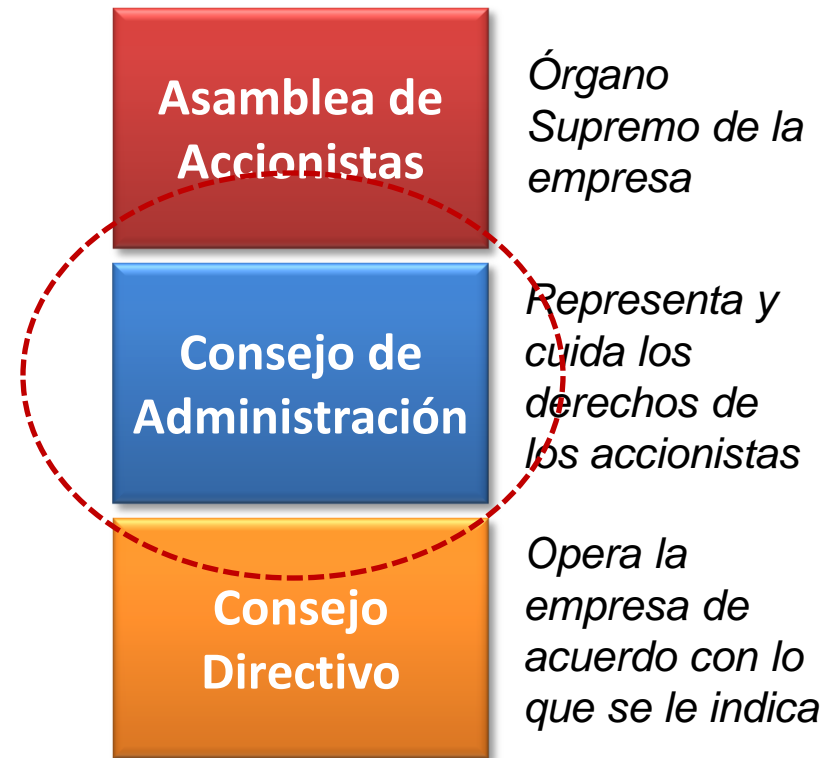 Asamblea de
Accionistas
Órgano
Supremo de la
empresa
Consejo de
Administración
Representa y
cuida los
derechos de
los accionistas
Consejo
Directivo
Opera la
empresa de
acuerdo con lo
que se le indica